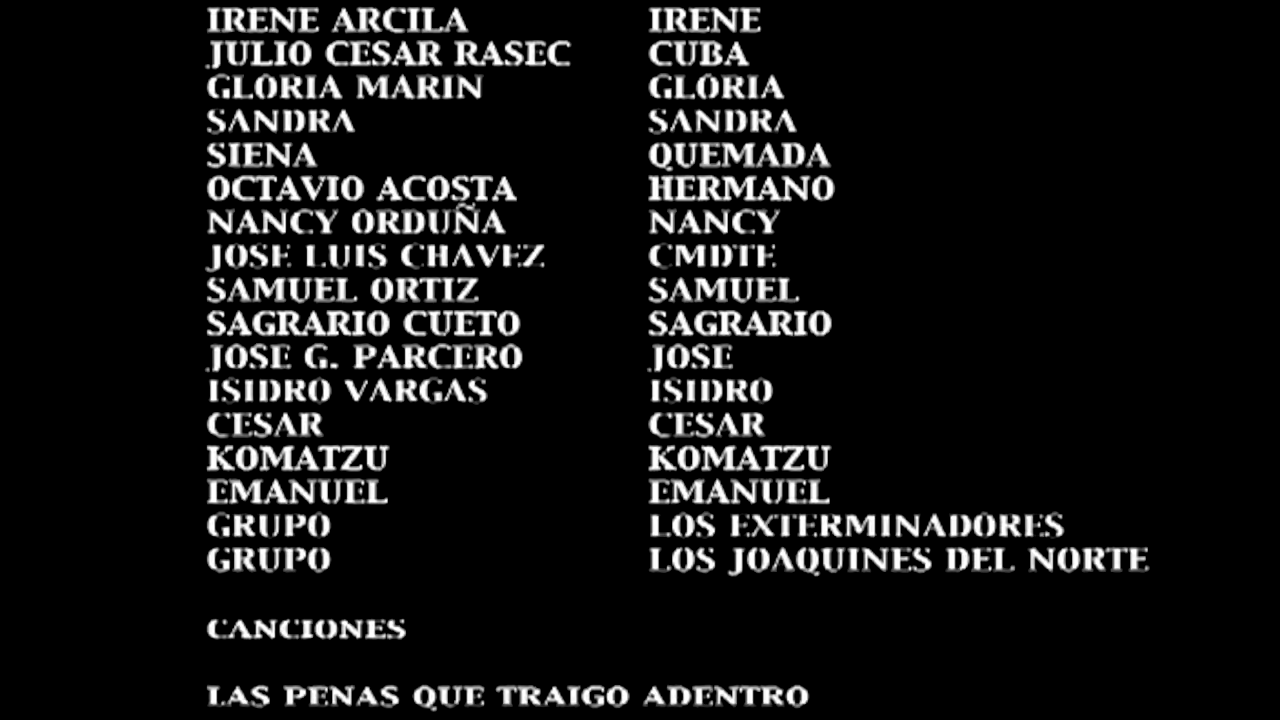 IRENE ARCILA IRENE
JULIO CESAR RASEC CUBA
GLORIA MARIN GLORIA
SANDRA SANDRA
SIENA QUEMADA
OCTAVIO ACOSTA HERMANO
NANCY ORDUÑA NANCY
JOSE LUIS CHAVEZ CMDTE
SAMUEL ORTIZ SAMUEL
SAGRARIO CUETO SAGRARIO
JOSE G. PARCERO JOSE
ISIDRO VARGAS ISIDRO
CESAR CESAR
KOMATZU KOMATZU
EMANUEL EMANUEL
GRUPO LOS EXTERMINADORES
GRUPO LOS JOAQUINES DEL NORTE
CANCIONES
LAS PENAS QUE TRAIGO ADENTRO